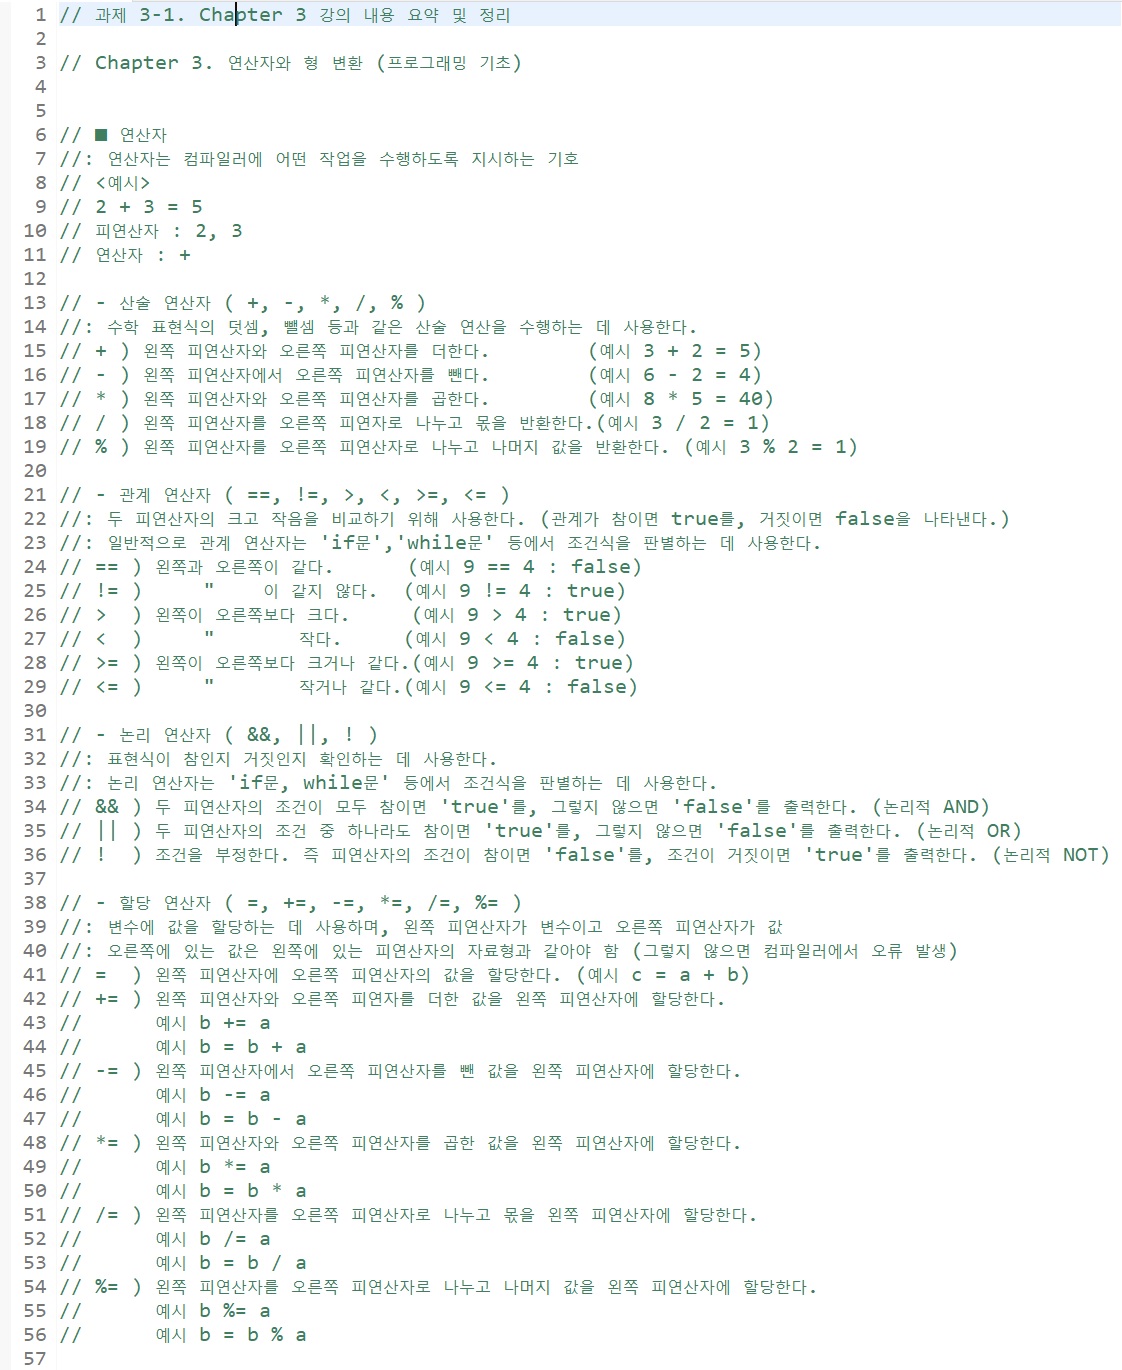 1 // 과제 3-1. Chapter 3 강의 내용 요약 및 정리
2
3 // Chapter 3. 연산자와 형 변환 (프로그래밍 기초)
4
5
6 // ■ 연산자
7 //: 연산자는 컴파일러에 어떤 작업을 수행하도록 지시하는 기호
8 // <예시>
9 // 2 + 3 = 5
10 // 피연산자 : 2, 3
11 // 연산자 : +
12
13 // - 산술 연산자 ( +, -, *, /, % )
14 //: 수학 표현식의 덧셈, 뺄셈 등과 같은 산술 연산을 수행하는 데 사용한다.
15 // + ) 왼쪽 피연산자와 오른쪽 피연산자를 더한다. (예시 3 + 2 = 5)
16 // - ) 왼쪽 피연산자에서 오른쪽 피연산자를 뺀다. (예시 6 - 2 = 4)
17 // * ) 왼쪽 피연산자와 오른쪽 피연산자를 곱한다. (예시 8 * 5 = 40)
18 // / ) 왼쪽 피연산자를 오른쪽 피연자로 나누고 몫을 반환한다.(예시 3 / 2 = 1)
19 // % ) 왼쪽 피연산자를 오른쪽 피연산자로 나누고 나머지 값을 반환한다. (예시 3 % 2 = 1)
20
21 // - 관계 연산자 ( ==, !=, >, <, >=, <= )
22 //: 두 피연산자의 크고 작음을 비교하기 위해 사용한다. (관계가 참이면 true를, 거짓이면 false을 나타낸다.)
23 //: 일반적으로 관계 연산자는 'if문','while문' 등에서 조건식을 판별하는 데 사용한다.
24 // == ) 왼쪽과 오른쪽이 같다. (예시 9 == 4 : false)
25 // != ) " 이 같지 않다. (예시 9 != 4 : true)
26 // > ) 왼쪽이 오른쪽보다 크다. (예시 9 > 4 : true)
27 // < ) " 작다. (예시 9 < 4 : false)
28 // >= ) 왼쪽이 오른쪽보다 크거나 같다.(예시 9 >= 4 : true)
29 // <= ) " 작거나 같다.(예시 9 <= 4 : false)
30
31 // - 논리 연산자 ( &&, ||, ! )
32 //: 표현식이 참인지 거짓인지 확인하는 데 사용한다.
33 //: 논리 연산자는 'if문, while문' 등에서 조건식을 판별하는 데 사용한다.
34 // && ) 두 피연산자의 조건이 모두 참이면 'true'를, 그렇지 않으면 'false'를 출력한다. (논리적 AND)
35 // || ) 두 피연산자의 조건 중 하나라도 참이면 'true'를, 그렇지 않으면 'false'를 출력한다. (논리적 OR)
36 // ! ) 조건을 부정한다. 즉 피연산자의 조건이 참이면 'false'를, 조건이 거짓이면 'true'를 출력한다. (논리적 NOT)
37
38 // - 할당 연산자 ( =, +=, -=, *=, /=, %= )
39 //: 변수에 값을 할당하는 데 사용하며, 왼쪽 피연산자가 변수이고 오른쪽 피연산자가 값
40 //: 오른쪽에 있는 값은 왼쪽에 있는 피연산자의 자료형과 같아야 함 (그렇지 않으면 컴파일러에서 오류 발생)
41 // = ) 왼쪽 피연산자에 오른쪽 피연산자의 값을 할당한다. (예시 c = a + b)
42 // += ) 왼쪽 피연산자와 오른쪽 피연자를 더한 값을 왼쪽 피연산자에 할당한다.
43 // 예시 b += a
44 // 예시 b = b + a
45 // -= ) 왼쪽 피연산자에서 오른쪽 피연산자를 뺀 값을 왼쪽 피연산자에 할당한다.
46 // 예시 b -= a
47 // 예시 b = b - a
48 // *= ) 왼쪽 피연산자와 오른쪽 피연산자를 곱한 값을 왼쪽 피연산자에 할당한다.
49 // 예시 b *= a
50 // 예시 b = b * a
51 // /= ) 왼쪽 피연산자를 오른쪽 피연산자로 나누고 몫을 왼쪽 피연산자에 할당한다.
52 // 예시 b /= a
53 // 예시 b = b / a
54 // %= ) 왼쪽 피연산자를 오른쪽 피연산자로 나누고 나머지 값을 왼쪽 피연산자에 할당한다.
55 // 예시 b %= a
56 // 예시 b = b % a
57